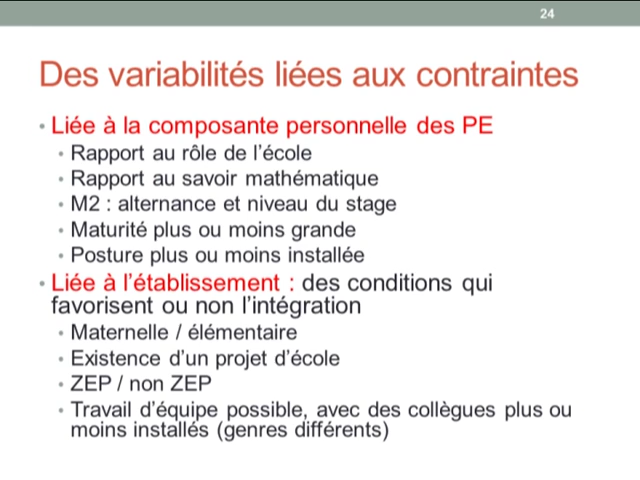 24
Des variabilités liées aux contraintes
• Liée à la composante personnelle des PE
• Rapport au rôle de l'école
• Rapport au savoir mathématique
• M2 : alternance et niveau du stage
• Maturité plus ou moins grande
• Posture plus ou moins installée
• Liée à l'établissement : des conditions qui
favorisent ou non l'intégration
• Maternelle / élémentaire
• Existence d'un projet d'école
• ZEP / non ZEP
• Travail d'équipe possible, avec des collègues plus ou
moins installés (genres différents)